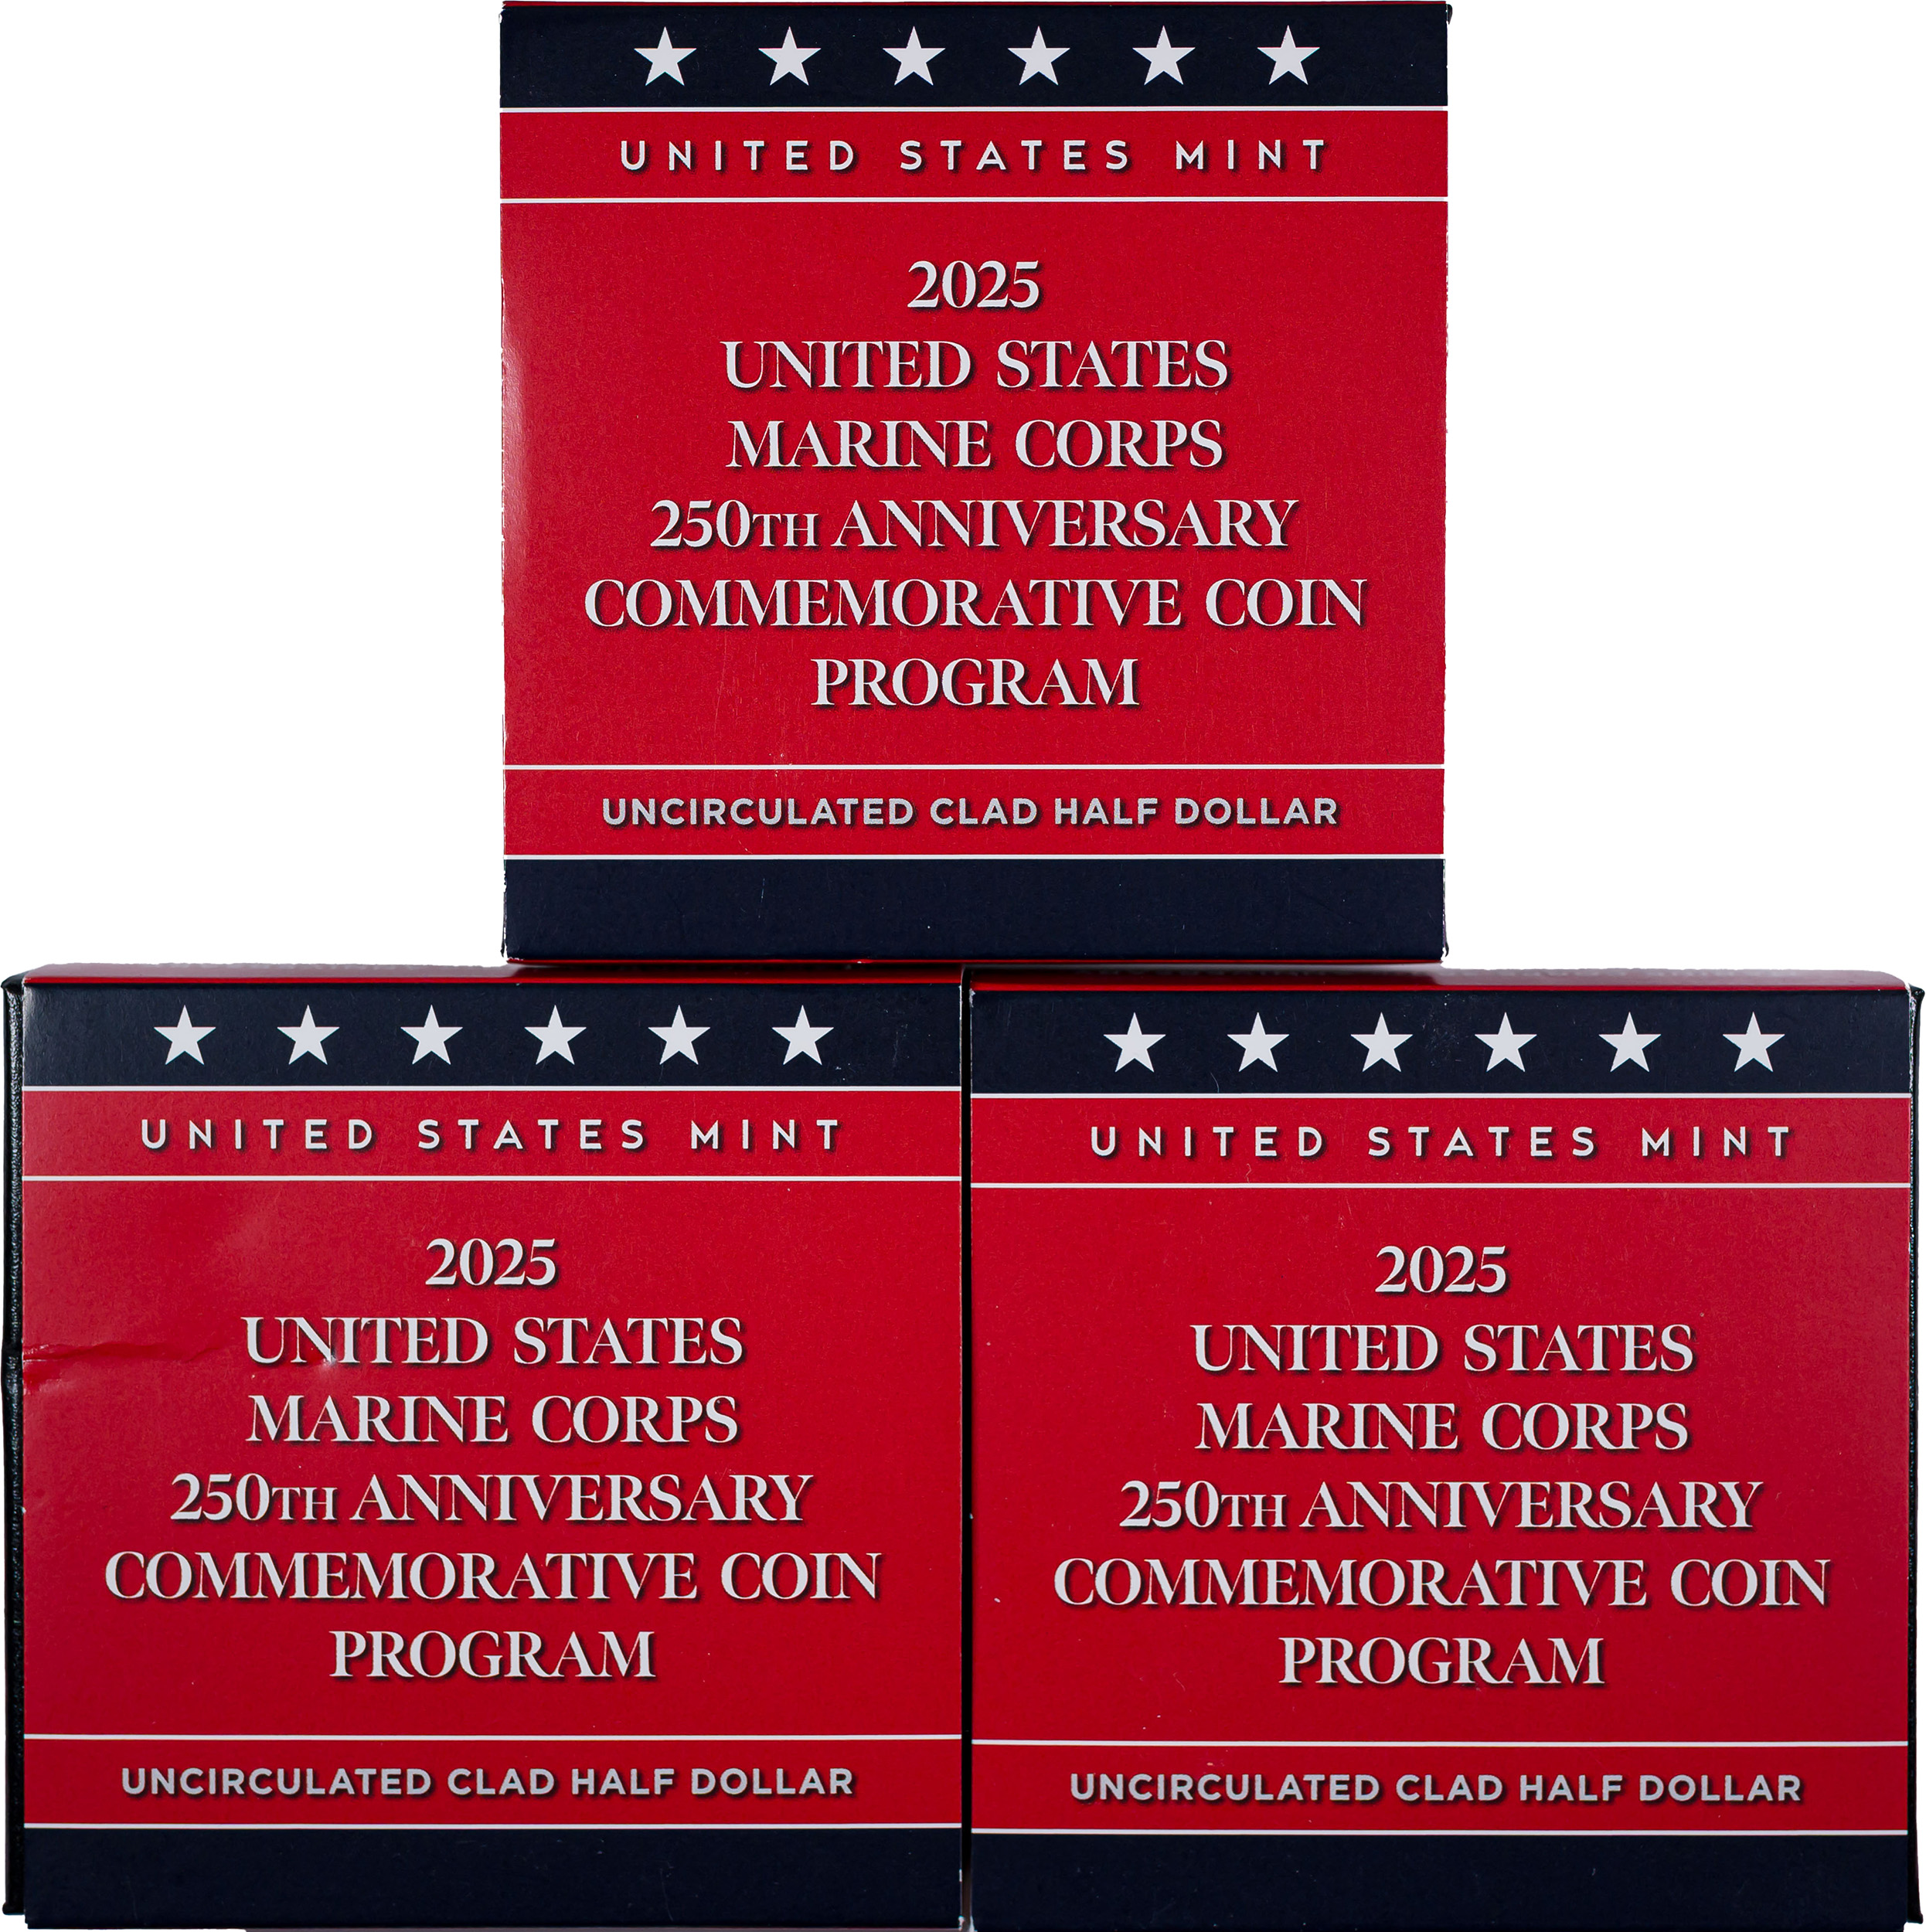 UNITED STATES MINT
2025
UNITED STATES
MARINE CORPS
250TH ANNIVERSARY
COMMEMORATIVE COIN
PROGRAM
UNCIRCULATED CLAD HALF DOLLAR
UNITED STATES MINT
2025
UNITED STATES
MARINE CORPS
250TH ANNIVERSARY
COMMEMORATIVE COIN
PROGRAM
UNCIRCULATED CLAD HALF DOLLAR
UNITED STATES MINT
2025
UNITED STATES
MARINE CORPS
250TH ANNIVERSARY
COMMEMORATIVE COIN
PROGRAM
UNCIRCULATED CLAD HALF DOLLAR